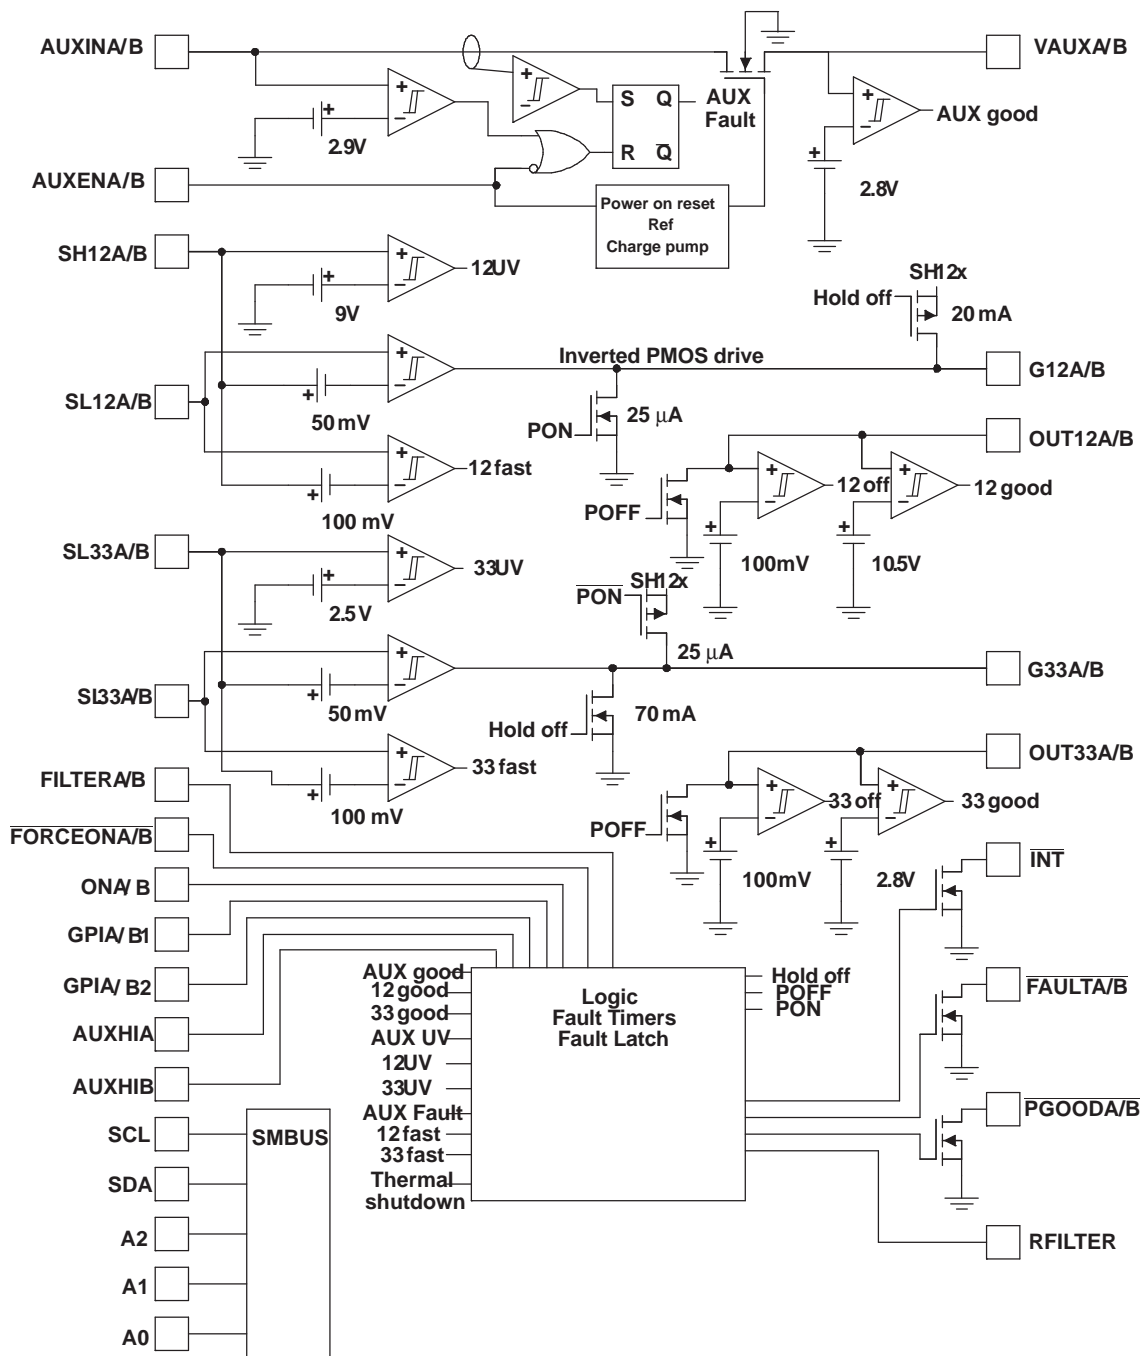 AUXINA/B
VAUXA/B
+
−
2.9V
+
+
−
S Q
R Q̅
AUX
Fault
+
−
AUX good
+
2.8V
AUXENA/B
Power on reset
Ref
Charge pump
SH12A/B
+
−
12UV
+
9V
SH12x
Hold off
20 mA
Inverted PMOS drive
G12A/B
SL12A/B
+
−
+
50 mV
PON
25 μA
+
−
12 fast
+
100 mV
OUT12A/B
+
−
12 off
+
−
12 good
POFF
+
100mV
+
10.5V
SL33A/B
+
−
33UV
+
2.5V
SH12x
P̅O̅N̅
25 μA
G33A/B
SL33A/B
+
−
+
50 mV
Hold off
70 mA
+
−
33 fast
+
100 mV
OUT33A/B
+
−
33 off
+
−
33 good
POFF
+
100mV
+
2.8V
FILTERA/B
F̅O̅R̅C̅E̅O̅N̅A̅/̅B̅
ONA/ B
GPIA/ B1
GPIA/ B2
AUXHIA
AUXHIB
SCL
SDA
A2
A1
A0
SMBUS
AUX good
12 good
33 good
AUX UV
12UV
33UV
AUX Fault
12 fast
33 fast
Thermal
shutdown
Logic
Fault Timers
Fault Latch
Hold off
POFF
PON
I̅N̅T̅
F̅A̅U̅L̅T̅A̅/̅B̅
P̅G̅O̅O̅D̅A̅/̅B̅
RFILTER